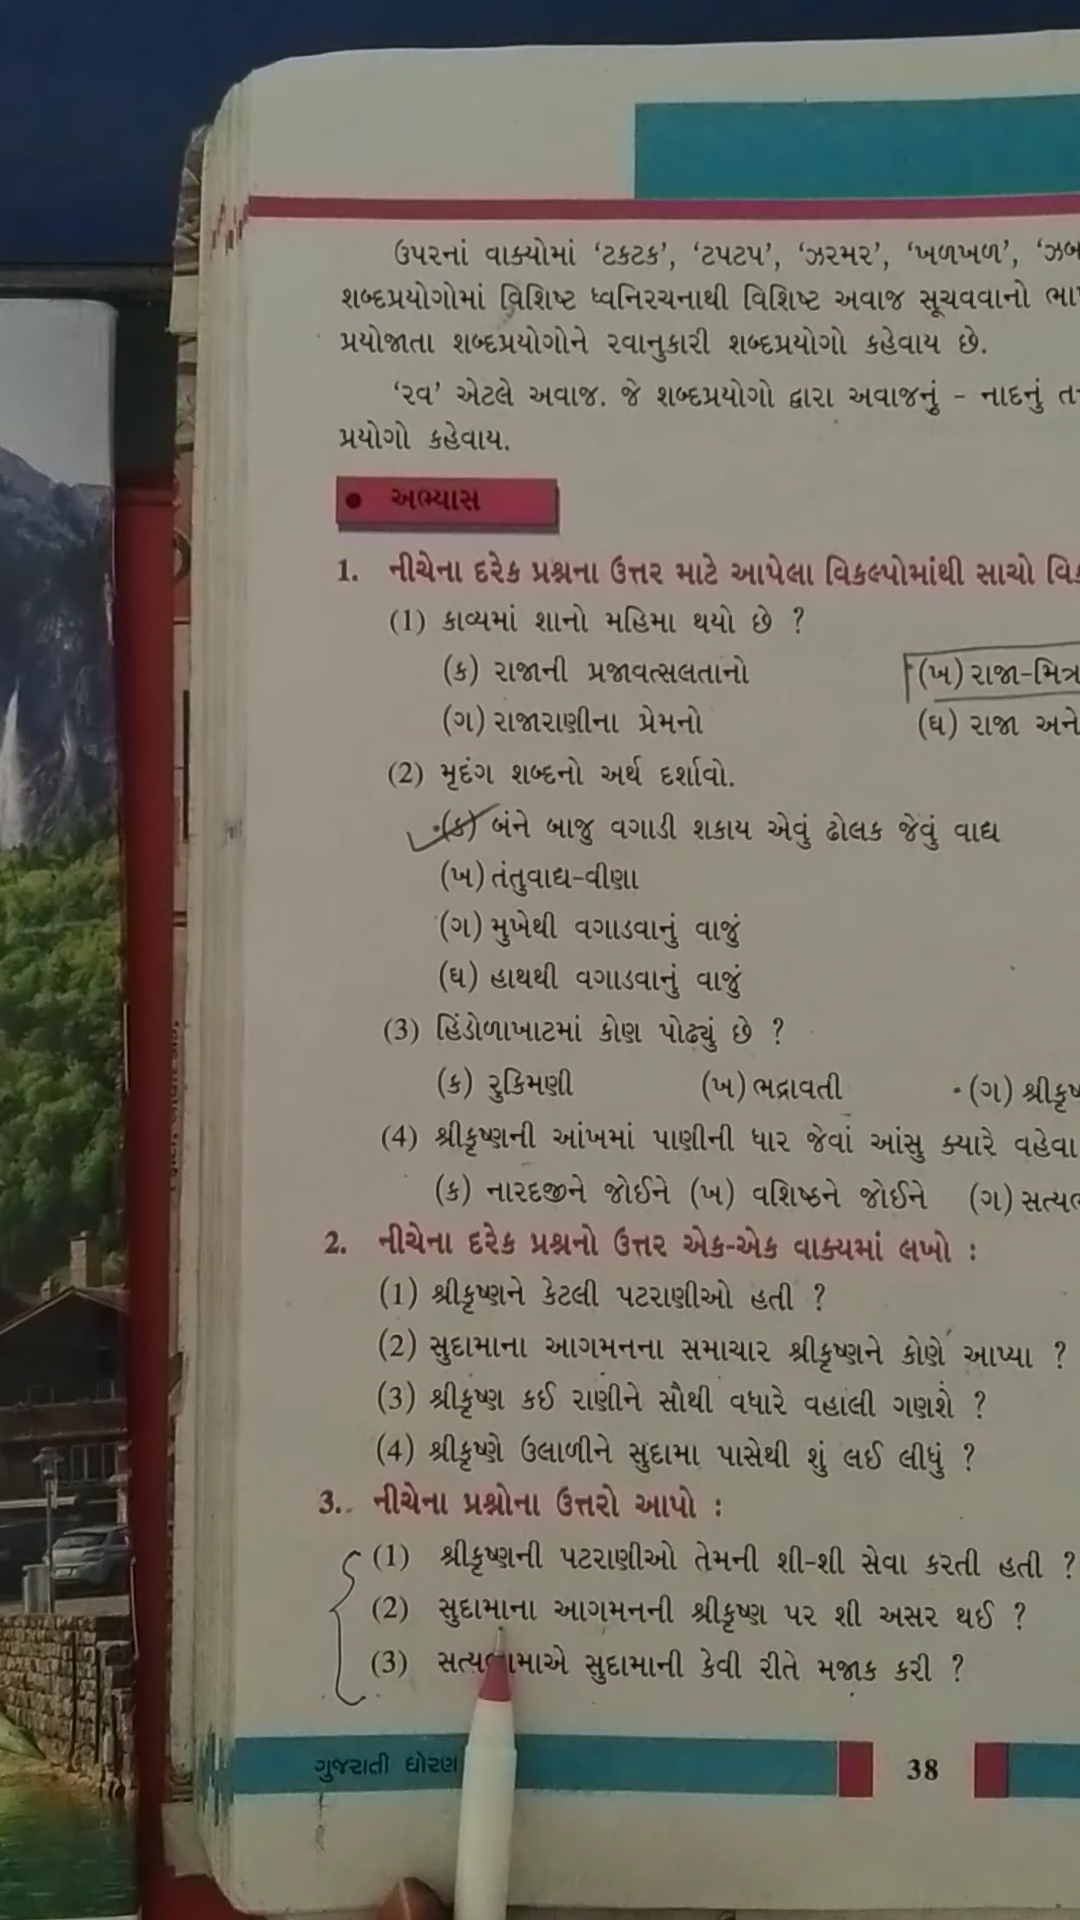 ઉપરનાં વાક્યોમાં ‘ટકટક’, ‘ટપટપ’, ‘ઝરમર’, ‘ખળખળ’,
શબ્દપ્રયોગોમાં વિશિષ્ટ ધ્વનિરચનાથી વિશિષ્ટ અવાજ સૂચવવાનો
પ્રયોજાતા શબ્દપ્રયોગોને રવાનુકારી શબ્દપ્રયોગો કહેવાય છે.
‘રવ’ એટલે અવાજ. જે શબ્દપ્રયોગો દ્વારા અવાજનું - નાદનું
પ્રયોગો કહેવાય.
• અભ્યાસ
1. નીચેના દરેક પ્રશ્નના ઉત્તર માટે આપેલા વિકલ્પોમાંથી સાચો
(1) કાવ્યમાં શાનો મહિમા થયો છે ?
(ક) રાજાની પ્રજાવત્સલતાનો (ખ) રાજા-મિત્ર
(ગ) રાજારાણીના પ્રેમનો (ઘ) રાજા અને
(2) મૃદંગ શબ્દનો અર્થ દર્શાવો.
(ક) બંને બાજુ વગાડી શકાય એવું ઢોલક જેવું વાદ્ય
(ખ) તંતુવાદ્ય-વીણા
(ગ) મુખેથી વગાડવાનું વાજું
(ઘ) હાથથી વગાડવાનું વાજું
(3) હિંડોળાખાટમાં કોણ પોઢ્યું છે ?
(ક) રુકિમણી (ખ) ભદ્રાવતી (ગ)
(4) શ્રીકૃષ્ણની આંખમાં પાણીની ધાર જેવાં આંસુ ક્યારે વહેવા
(ક) નારદજીને જોઈને (ખ) વશિષ્ઠને જોઈને (ગ)
2. નીચેના દરેક પ્રશ્નનો ઉત્તર એક-એક વાક્યમાં લખો :
(1) શ્રીકૃષ્ણને કેટલી પટરાણીઓ હતી ?
(2) સુદામાના આગમનના સમાચાર શ્રીકૃષ્ણને કોણે આપ્યા ?
(3) શ્રીકૃષ્ણ કઈ રાણીને સૌથી વધારે વહાલી ગણશે ?
(4) શ્રીકૃષ્ણે ઉલાળીને સુદામા પાસેથી શું લઈ લીધું ?
3. નીચેના પ્રશ્નોના ઉત્તરો આપો :
(1) શ્રીકૃષ્ણની પટરાણીઓ તેમની શી-શી સેવા કરતી હતી ?
(2) સુદામાના આગમનની શ્રીકૃષ્ણ પર શી અસર થઈ ?
(3) સત્યભામાએ સુદામાની કેવી રીતે મજાક કરી ?
ગુજરાતી ધોરણ 38